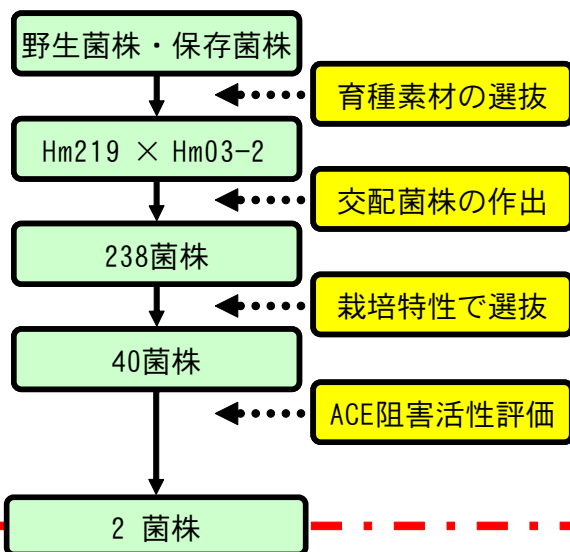 野生菌株・保存菌株
育種素材の選抜
Hm219 × Hm03-2
交配菌株の作出
238菌株
栽培特性で選抜
40菌株
ACE阻害活性評価
2 菌株